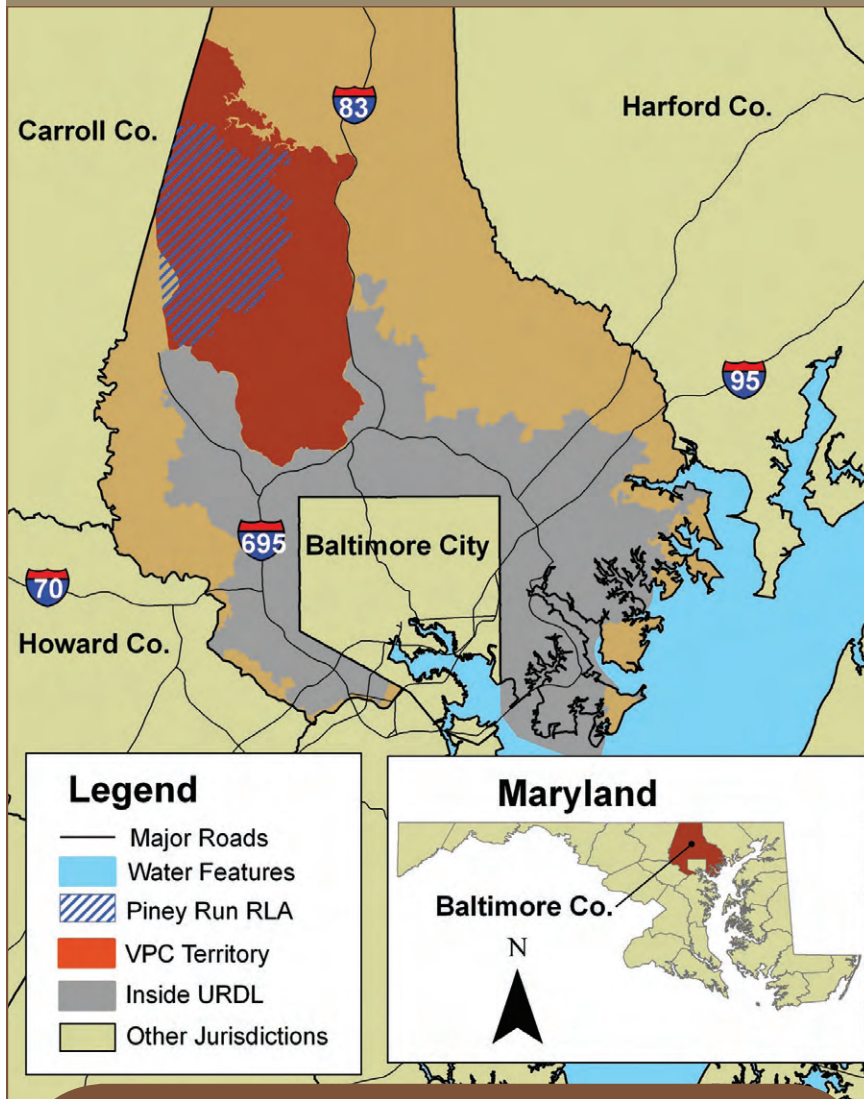 83
Carroll Co.
Harford Co.
95
695
Baltimore City
70
Howard Co.
Legend
Major Roads
Water Features
Piney Run RLA
VPC Territory
Inside URDL
Other Jurisdictions
Maryland
Baltimore Co.
N